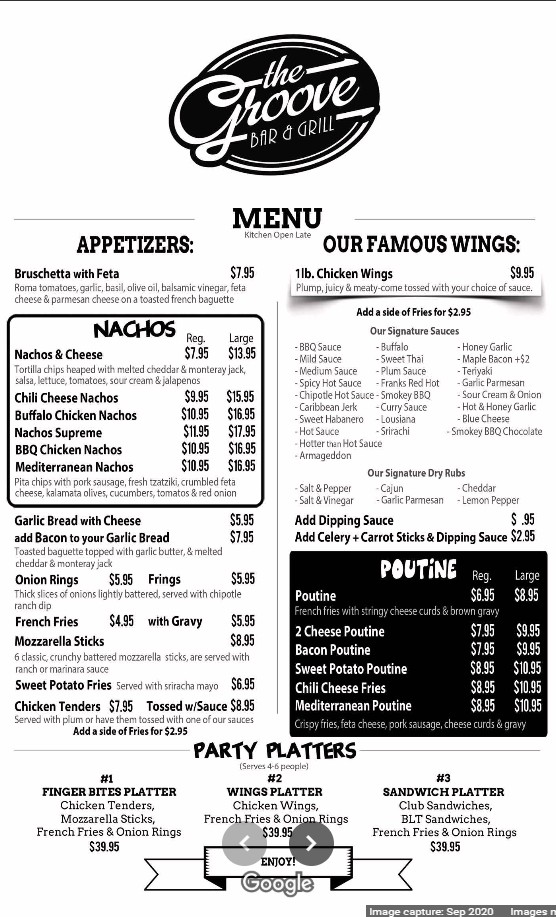 the
Groove
BAR & GRILL
MENU
Kitchen Open Late
APPETIZERS:
Bruschetta with Feta $7.95
Roma tomatoes, garlic, basil, olive oil, balsamic vinegar, feta
cheese & parmesan cheese on a toasted french baguette
NACHOS
Reg. Large
Nachos & Cheese $7.95 $13.95
Tortilla chips heaped with melted cheddar & monteray jack,
salsa, lettuce, tomatoes, sour cream & jalapenos
Chili Cheese Nachos $9.95 $15.95
Buffalo Chicken Nachos $10.95 $16.95
Nachos Supreme $11.95 $17.95
BBQ Chicken Nachos $10.95 $16.95
Mediterranean Nachos $10.95 $16.95
Pita chips with pork sausage, fresh tzatziki, crumbled feta
cheese, kalamata olives, cucumbers, tomatos & red onion
Garlic Bread with Cheese $5.95
add Bacon to your Garlic Bread $7.95
Toasted baguette topped with garlic butter, & melted
cheddar & monteray jack
Onion Rings $5.95 Frings $5.95
Thick slices of onions lightly battered, served with chipotle
ranch dip
French Fries $4.95 with Gravy $5.95
Mozzarella Sticks $8.95
6 classic, crunchy battered mozzarella sticks, are served with
ranch or marinara sauce
Sweet Potato Fries Served with sriracha mayo $6.95
Chicken Tenders $7.95 Tossed w/Sauce $8.95
Served with plum or have them tossed with one of our sauces
Add a side of Fries for $2.95
OUR FAMOUS WINGS:
1lb. Chicken Wings $9.95
Plump, juicy & meaty-come tossed with your choice of sauce.
Add a side of Fries for $2.95
Our Signature Sauces
- BBQ Sauce - Buffalo - Honey Garlic
- Mild Sauce - Sweet Thai - Maple Bacon +$2
- Medium Sauce - Plum Sauce - Teriyaki
- Spicy Hot Sauce - Franks Red Hot - Garlic Parmesan
- Chipotle Hot Sauce - Smokey BBQ - Sour Cream & Onion
- Caribbean Jerk - Curry Sauce - Hot & Honey Garlic
- Sweet Habanero - Lousiana - Blue Cheese
- Hot Sauce - Srirachi - Smokey BBQ Chocolate
- Hotter than Hot Sauce
- Armageddon
Our Signature Dry Rubs
- Salt & Pepper - Cajun - Cheddar
- Salt & Vinegar - Garlic Parmesan - Lemon Pepper
Add Dipping Sauce $ .95
Add Celery + Carrot Sticks & Dipping Sauce $2.95
POUTINE Reg. Large
Poutine $6.95 $8.95
French fries with stringy cheese curds & brown gravy
2 Cheese Poutine $7.95 $9.95
Bacon Poutine $7.95 $9.95
Sweet Potato Poutine $8.95 $10.95
Chili Cheese Fries $8.95 $10.95
Mediterranean Poutine $8.95 $10.95
Crispy fries, feta cheese, pork sausage, cheese curds & gravy
PARTY PLATTERS
(Serves 4-6 people)
#1
FINGER BITES PLATTER
Chicken Tenders,
Mozzarella Sticks,
French Fries & Onion Rings
$39.95
#2
WINGS PLATTER
Chicken Wings,
French Fries & Onion Rings
$39.95
#3
SANDWICH PLATTER
Club Sandwiches,
BLT Sandwiches,
French Fries & Onion Rings
$39.95
ENJOY!
Google
Image capture: Sep 2020 Images